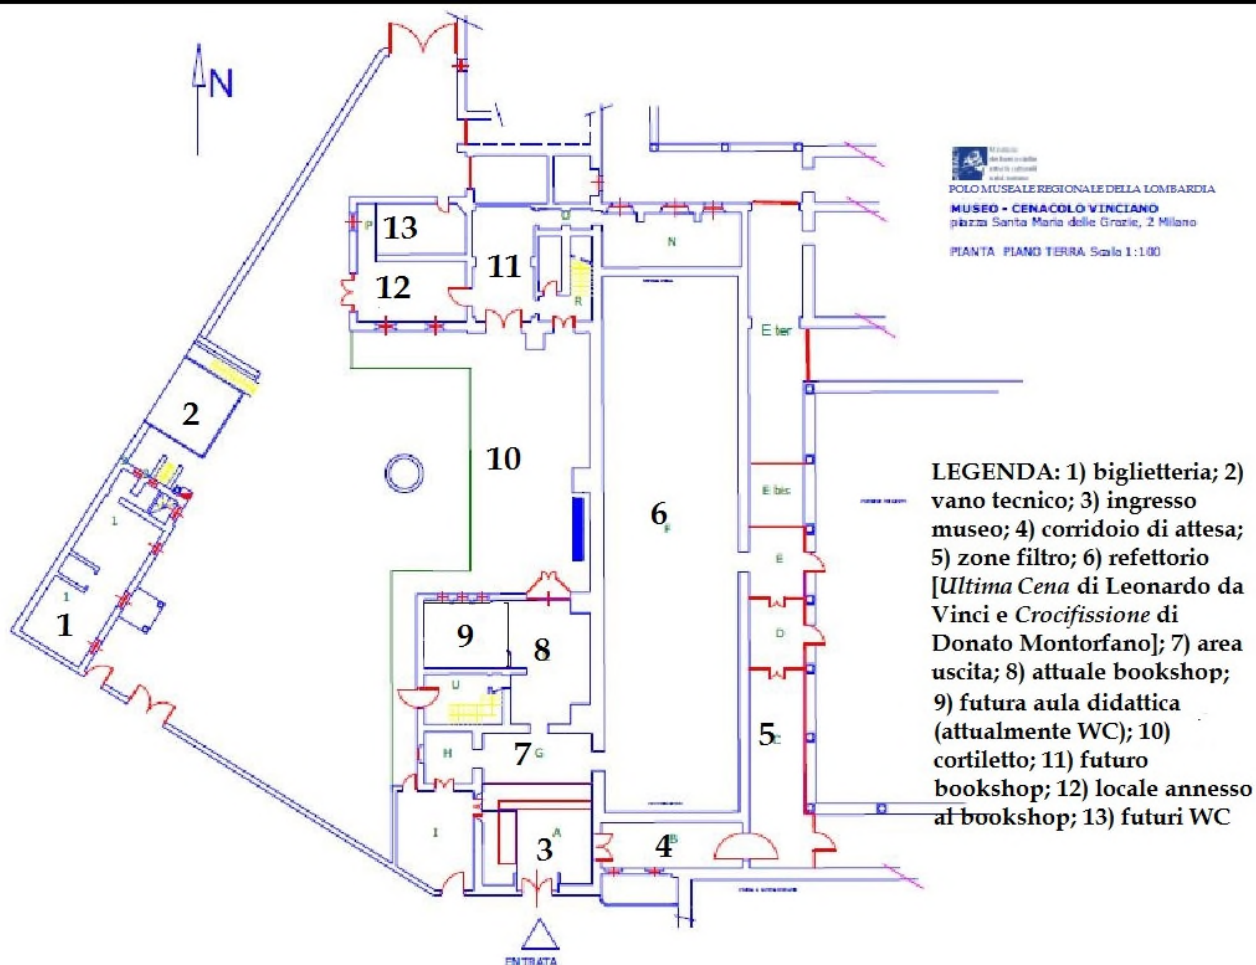 N
POLO MUSEALE REGIONALE DELLA LOMBARDIA
MUSEO - CENACOLO VINCIANO
piazza Santa Maria delle Grazie, 2 Milano
PIANTA PIANO TERRA Scala 1:100
P
13
12
11
R
N
E ter
2
10
6
E bis
E
D
1
1
1
9
8
U
5
C
H
7
G
I
A
3
4
B
ENTRATA
LEGENDA: 1) biglietteria; 2)
vano tecnico; 3) ingresso
museo; 4) corridoio di attesa;
5) zone filtro; 6) refettorio
[Ultima Cena di Leonardo da
Vinci e Crocifissione di
Donato Montorfano]; 7) area
uscita; 8) attuale bookshop;
9) futura aula didattica
(attualmente WC); 10)
cortiletto; 11) futuro
bookshop; 12) locale annesso
al bookshop; 13) futuri WC